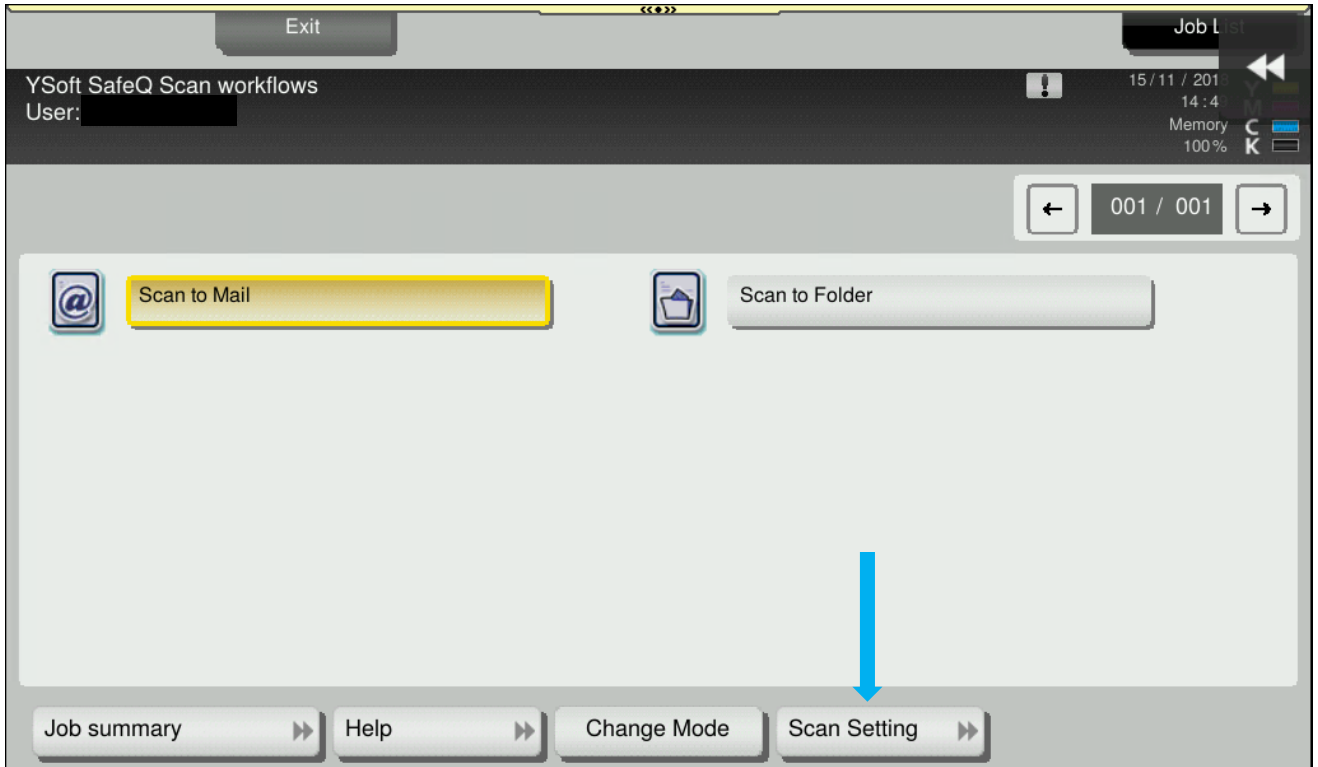 Exit
Job List
YSoft SafeQ Scan workflows
User:
15 / 11 / 201
14 : 4
Memory
100 %
Y
M
C
K
001 / 001
Scan to Mail
Scan to Folder
Job summary
Help
Change Mode
Scan Setting